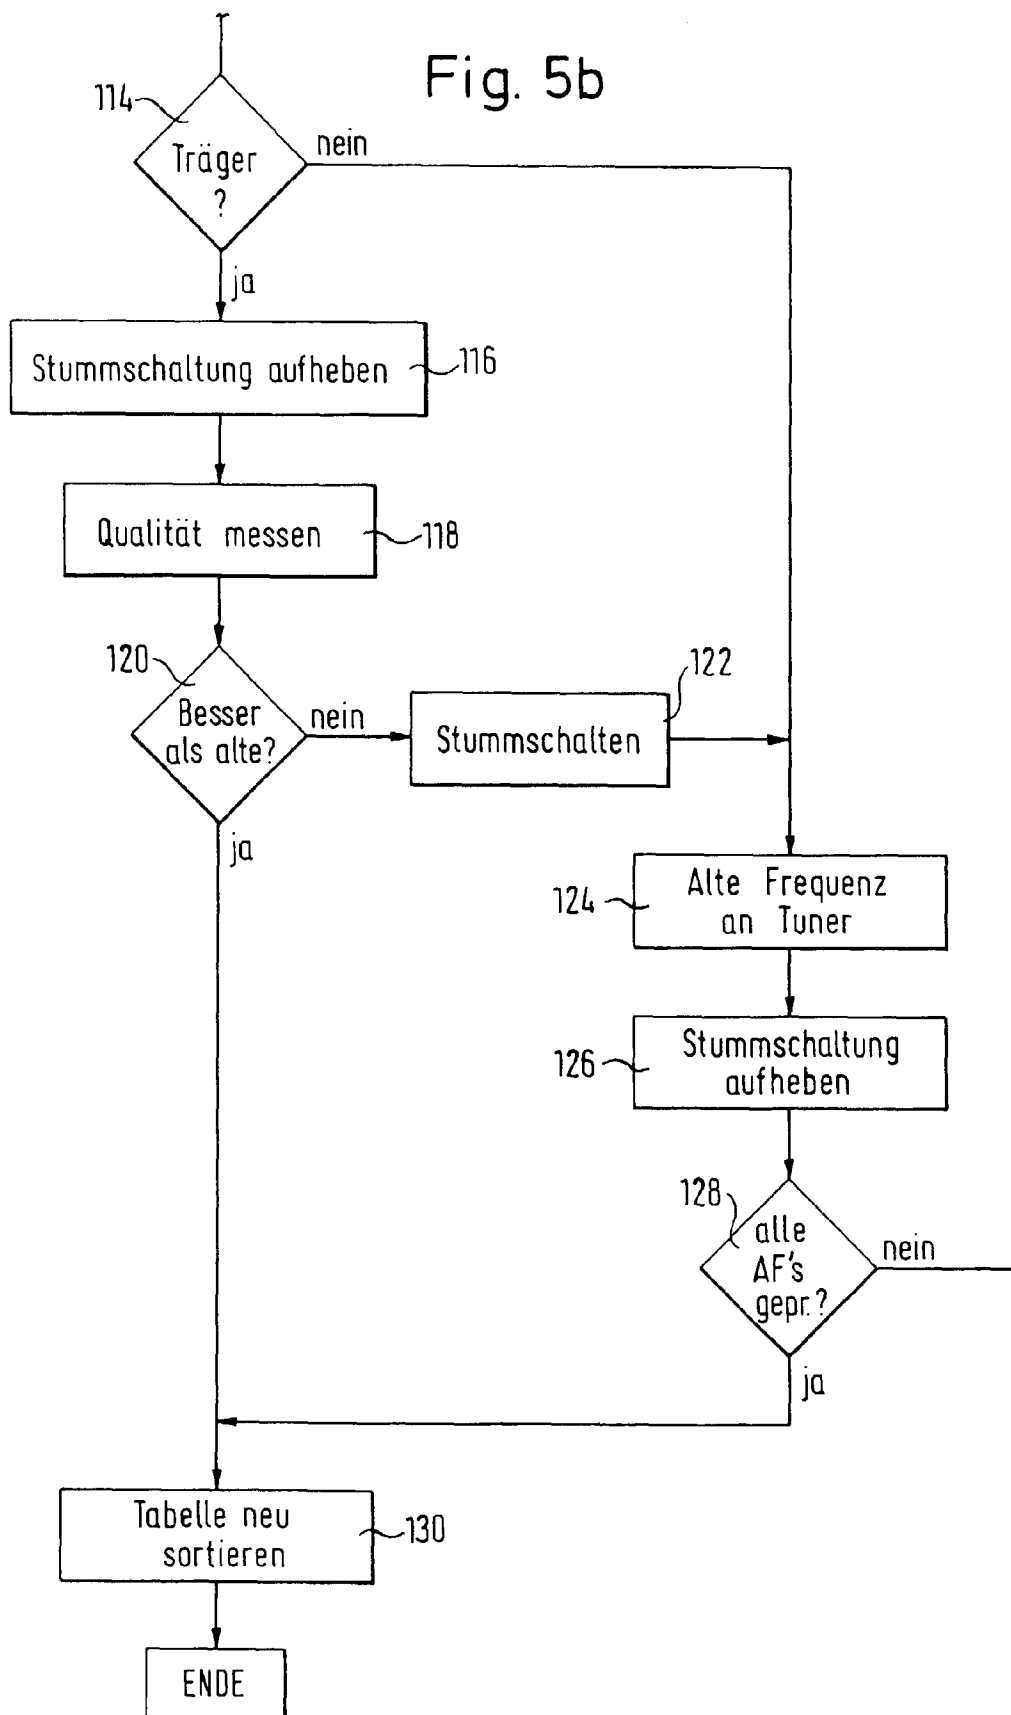 Fig. 5b
114
Träger
?
nein
ja
Stummschaltung aufheben
116
Qualität messen
118
120
Besser
als alte?
nein
ja
Stummschalten
122
124
Alte Frequenz
an Tuner
126
Stummschaltung
aufheben
128
alle
AF's
gepr.?
nein
ja
Tabelle neu
sortieren
130
ENDE